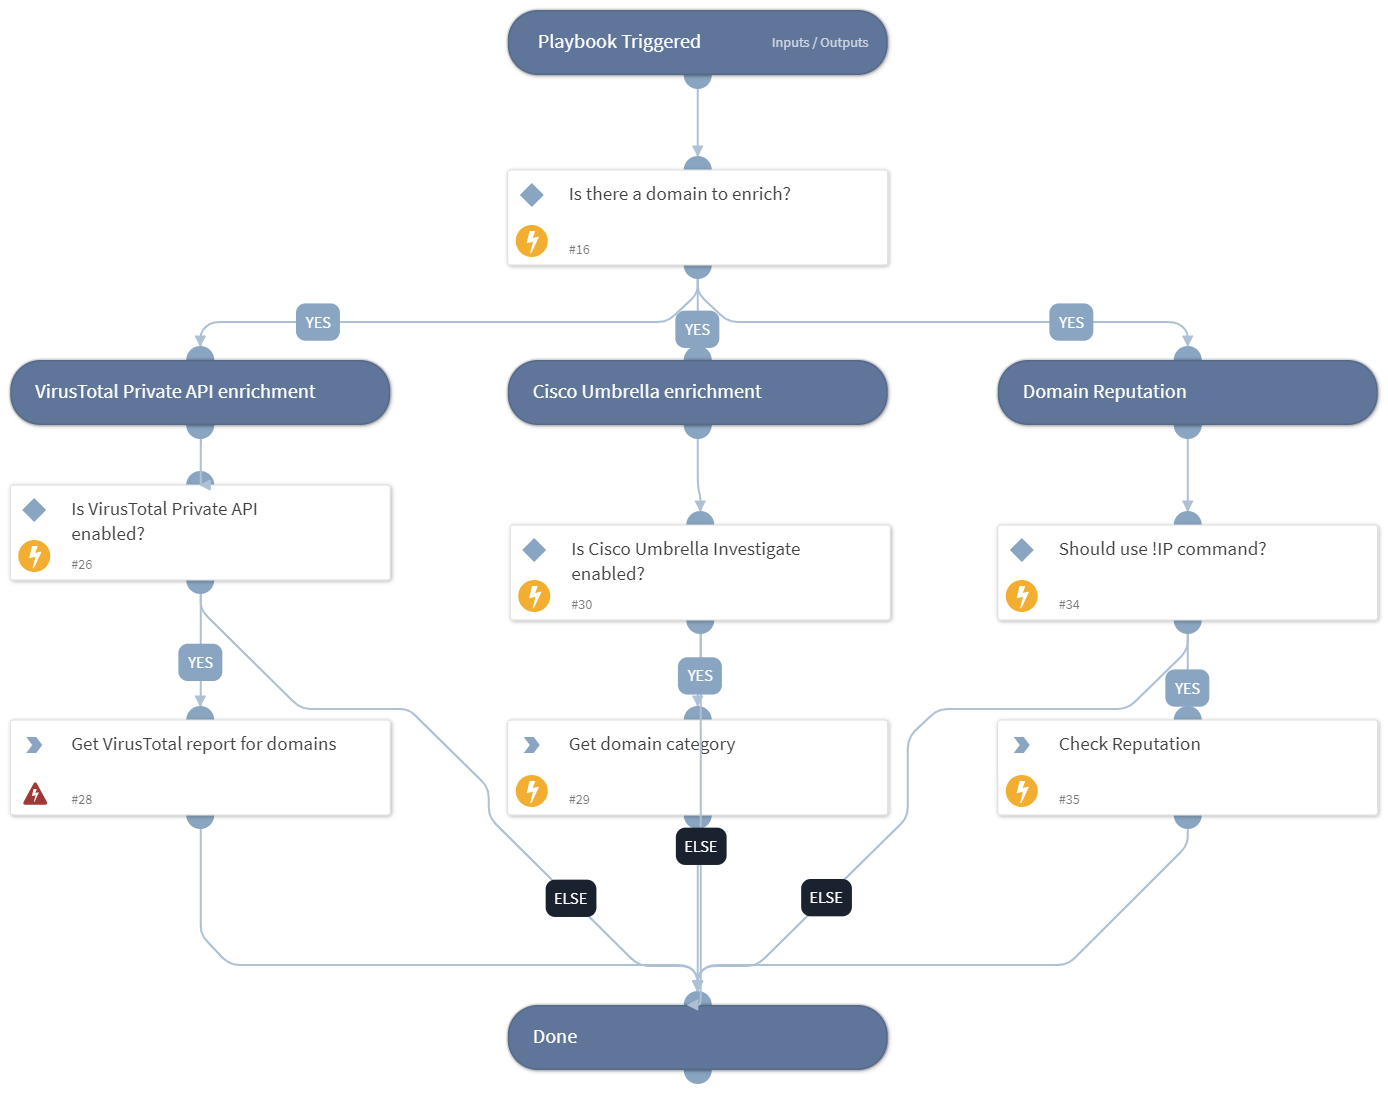 Playbook Triggered
Inputs / Outputs
Is there a domain to enrich?
#16
YES
YES
YES
VirusTotal Private API enrichment
Cisco Umbrella enrichment
Domain Reputation
Is VirusTotal Private API
enabled?
#26
Is Cisco Umbrella Investigate
enabled?
#30
Should use !IP command?
#34
YES
YES
YES
Get VirusTotal report for domains
#28
Get domain category
#29
Check Reputation
#35
ELSE
ELSE
ELSE
Done